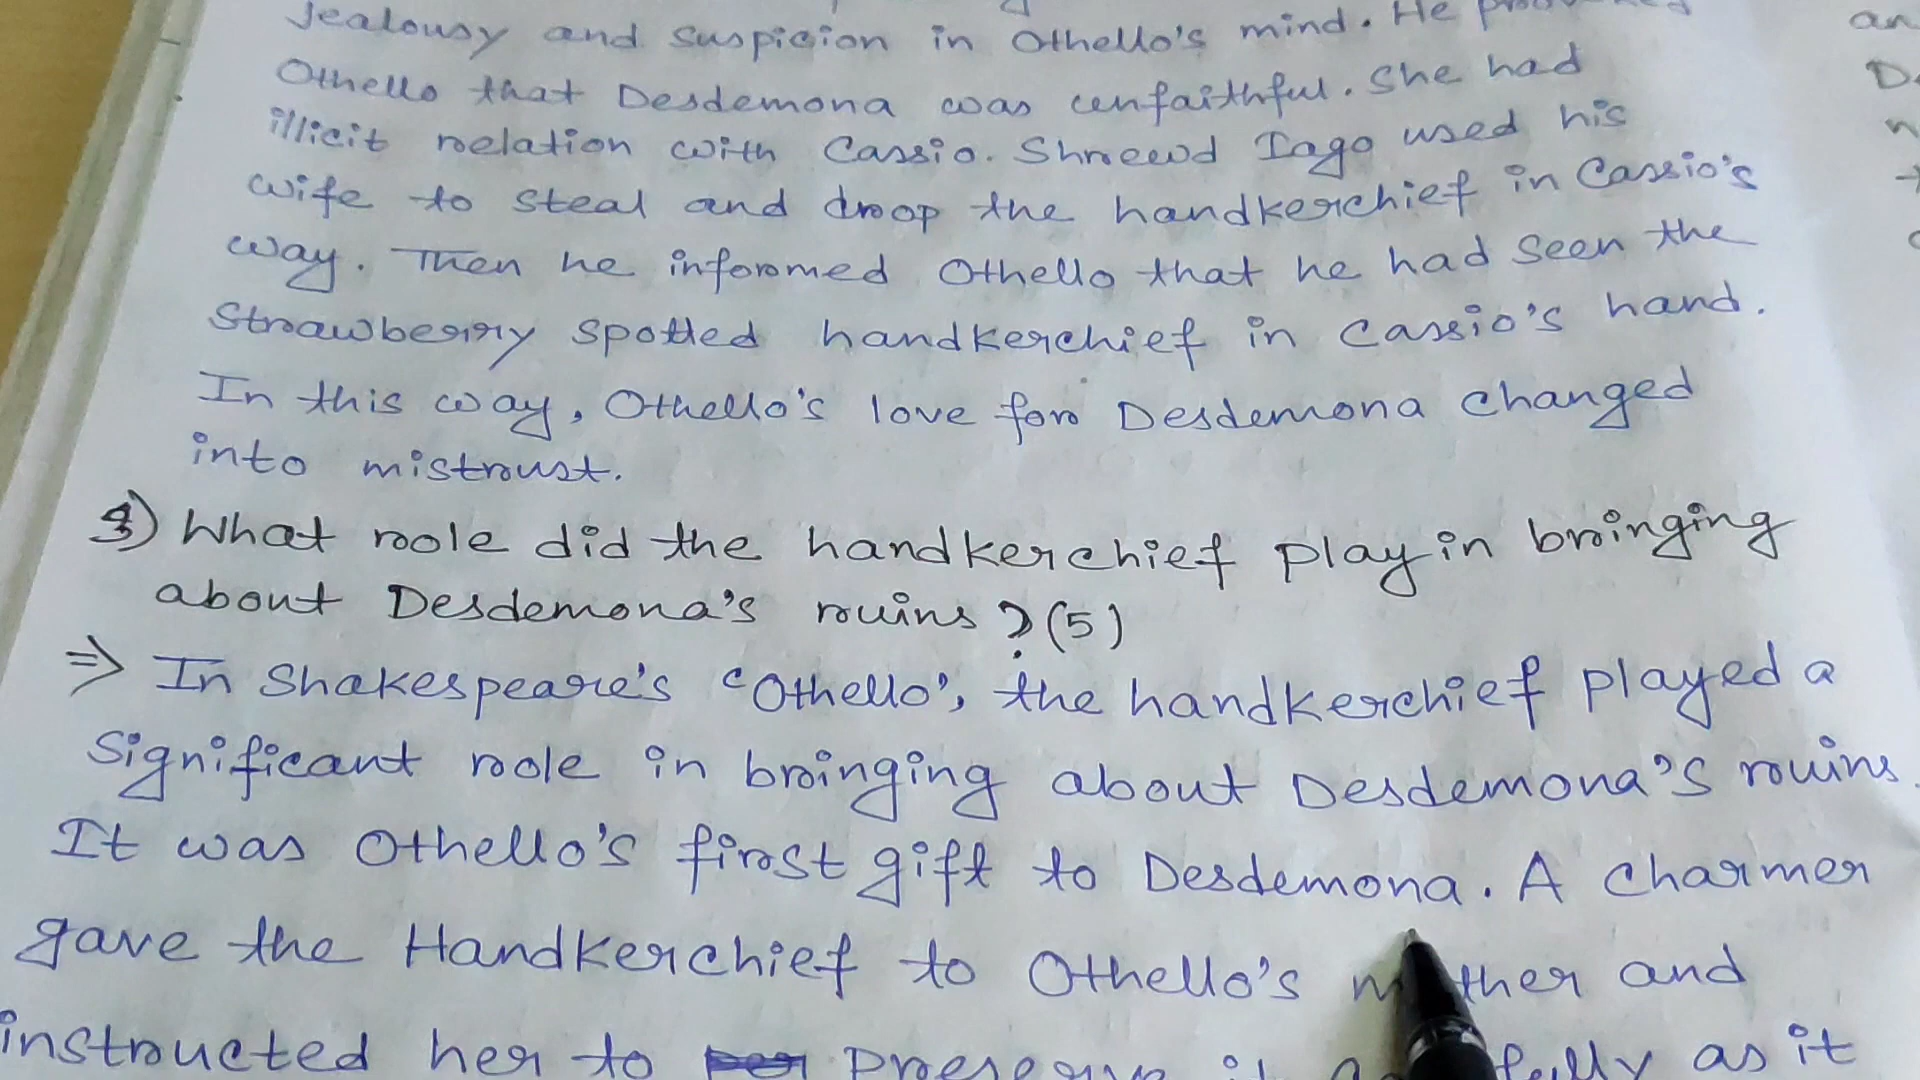 Jealousy and suspicion in Othello's mind. He
Othello that Desdemona was unfaithful. She had
illicit relation with Cassio. Shrewd Iago used his
wife to steal and drop the handkerchief in Cassio's
way. Then he informed Othello that he had seen the
strawberry spotted handkerchief in Cassio's hand.
In this way, Othello's love for Desdemona changed
into mistrust.
3) What role did the handkerchief play in bringing
about Desdemona's ruins? (5)
⇒ In Shakespeare's 'Othello', the handkerchief played a
significant role in bringing about Desdemona's ruins.
It was Othello's first gift to Desdemona. A charmer
gave the Handkerchief to Othello's mother and
instructed her to as it